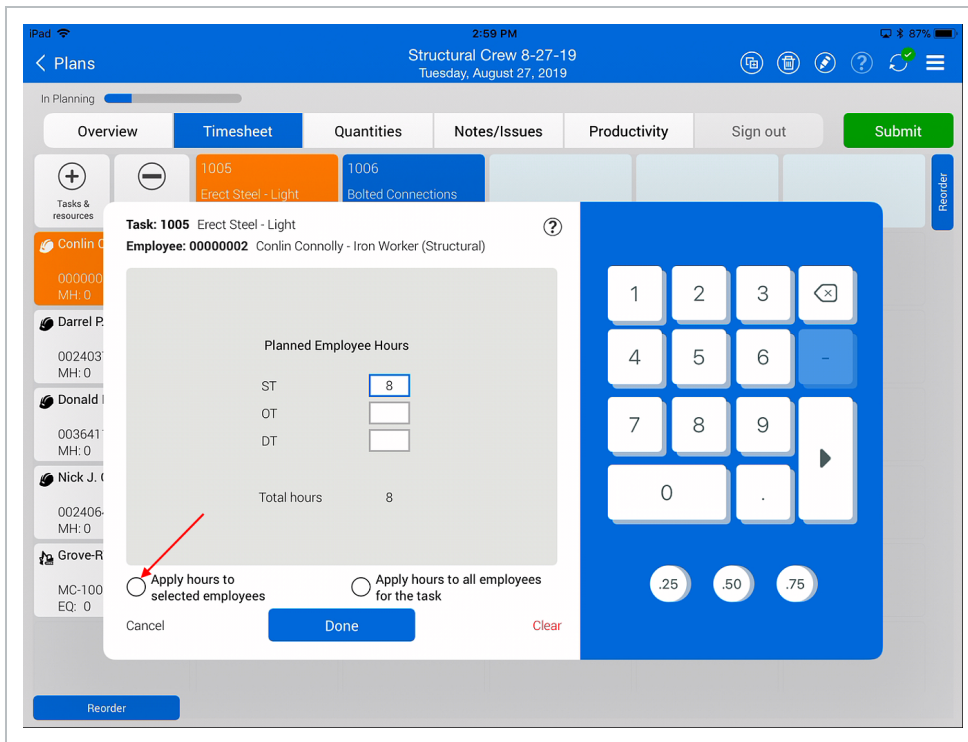 iPad 2:59 PM 87%
Plans
Structural Crew 8-27-19
Tuesday, August 27, 2019
?
In Planning
Overview Timesheet Quantities Notes/Issues Productivity Sign out Submit
Tasks &
resources
1005
Erect Steel - Light
1006
Bolted Connections
Reorder
Task: 1005 Erect Steel - Light
Employee: 00000002 Conlin Connolly - Iron Worker (Structural)
?
Conlin
000000
MH: 0
Darrel P.
MH: 0
Donald
MH: 0
Nick J.
MH: 0
Grove-R
MC-100
EQ: 0
Planned Employee Hours
ST 8
OT
DT
Total hours 8
Apply hours to
selected employees
Apply hours to all employees
for the task
Cancel Done Clear
1 2 3
4 5 6 -
7 8 9
0 .
.25 .50 .75
Reorder